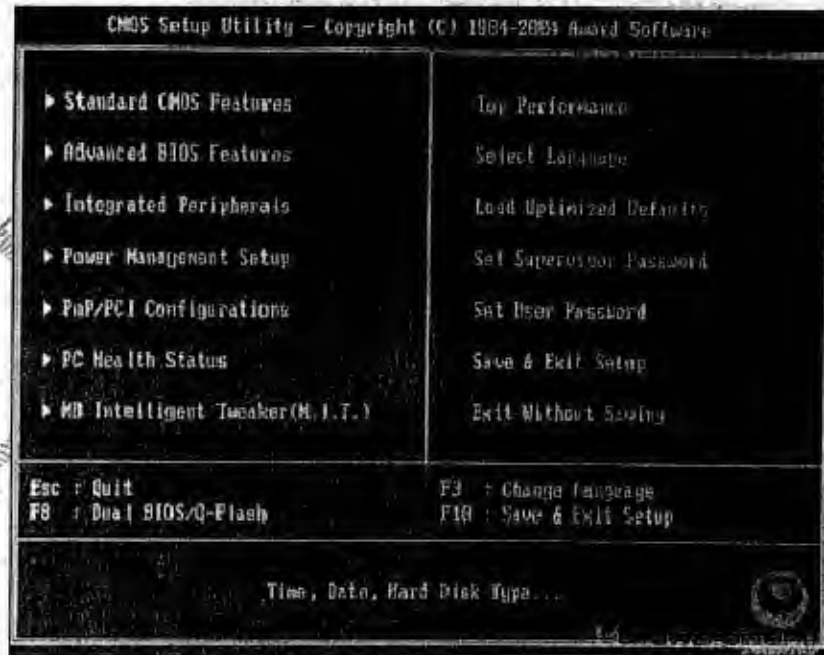 CMOS Setup Utility - Copyright (C) 1984-2004 Award Software
▶ Standard CMOS Features
▶ Advanced BIOS Features
▶ Integrated Peripherals
▶ Power Management Setup
▶ PnP/PCI Configurations
▶ PC Health Status
▶ MB Intelligent Tweaker(M.I.T.)
Top Performance
Select Language
Load Optimized Defaults
Set Supervisor Password
Set User Password
Save & Exit Setup
Exit Without Saving
Esc : Quit
F8 : Dual BIOS/Q-Flash
F3 : Change Language
F10 : Save & Exit Setup
Time, Date, Hard Disk Type...